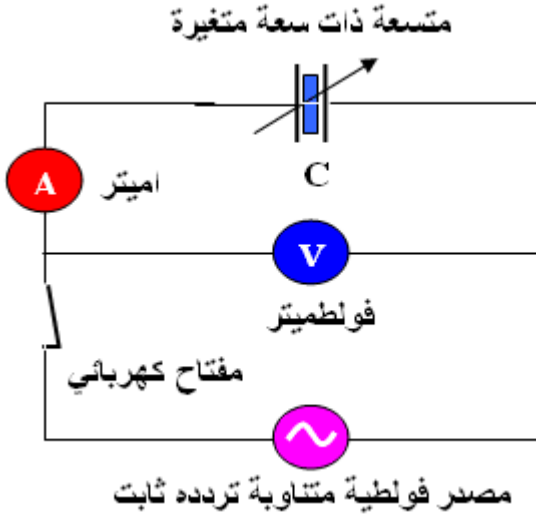 متسعة ذات سعة متغيرة
C
A
اميتر
V
فولطميتر
مفتاح كهربائي
مصدر فولطية متناوبة تردده ثابت